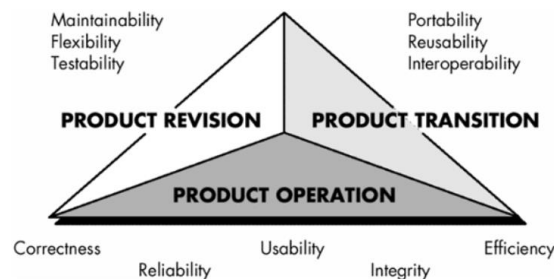 Maintainability
Flexibility
Testability
Portability
Reusability
Interoperability
PRODUCT REVISION
PRODUCT TRANSITION
PRODUCT OPERATION
Correctness
Reliability
Usability
Integrity
Efficiency